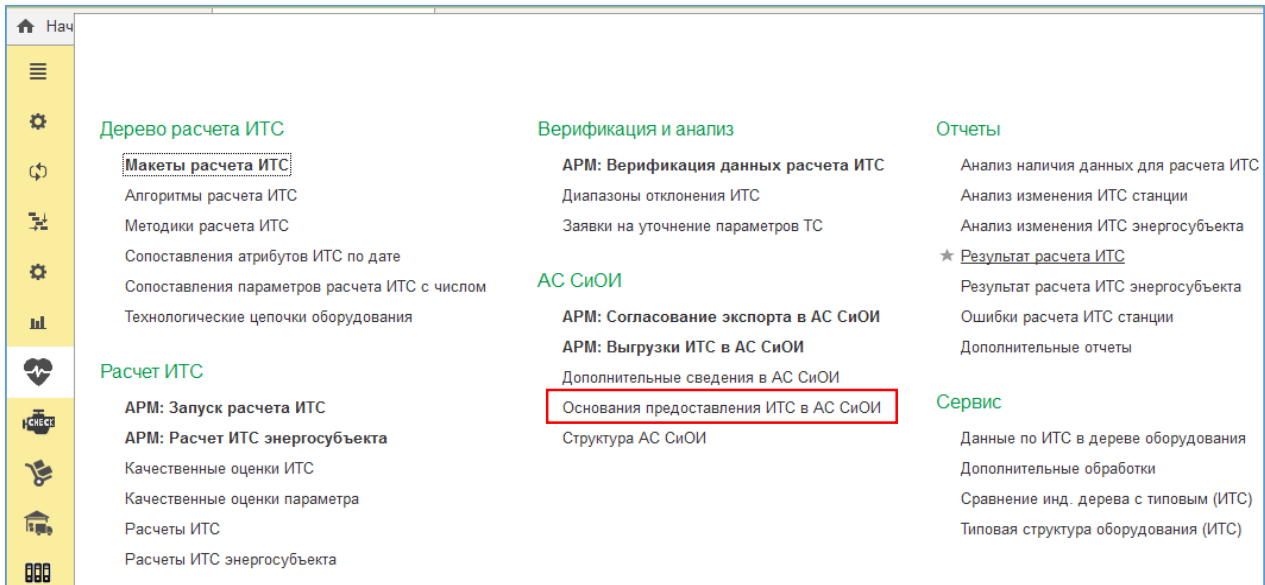 Нач
Дерево расчета ИТС
Макеты расчета ИТС
Алгоритмы расчета ИТС
Методики расчета ИТС
Сопоставления атрибутов ИТС по дате
Сопоставления параметров расчета ИТС с числом
Технологические цепочки оборудования
Расчет ИТС
АРМ: Запуск расчета ИТС
АРМ: Расчет ИТС энергосубъекта
Качественные оценки ИТС
Качественные оценки параметра
Расчеты ИТС
Расчеты ИТС энергосубъекта
Верификация и анализ
АРМ: Верификация данных расчета ИТС
Диапазоны отклонения ИТС
Заявки на уточнение параметров ТС
АС СиОИ
АРМ: Согласование экспорта в АС СиОИ
АРМ: Выгрузки ИТС в АС СиОИ
Дополнительные сведения в АС СиОИ
Основания предоставления ИТС в АС СиОИ
Структура АС СиОИ
Отчеты
Анализ наличия данных для расчета ИТС
Анализ изменения ИТС станции
Анализ изменения ИТС энергосубъекта
Результат расчета ИТС
Результат расчета ИТС энергосубъекта
Ошибки расчета ИТС станции
Дополнительные отчеты
Сервис
Данные по ИТС в дереве оборудования
Дополнительные обработки
Сравнение инд. дерева с типовым (ИТС)
Типовая структура оборудования (ИТС)
CHECK